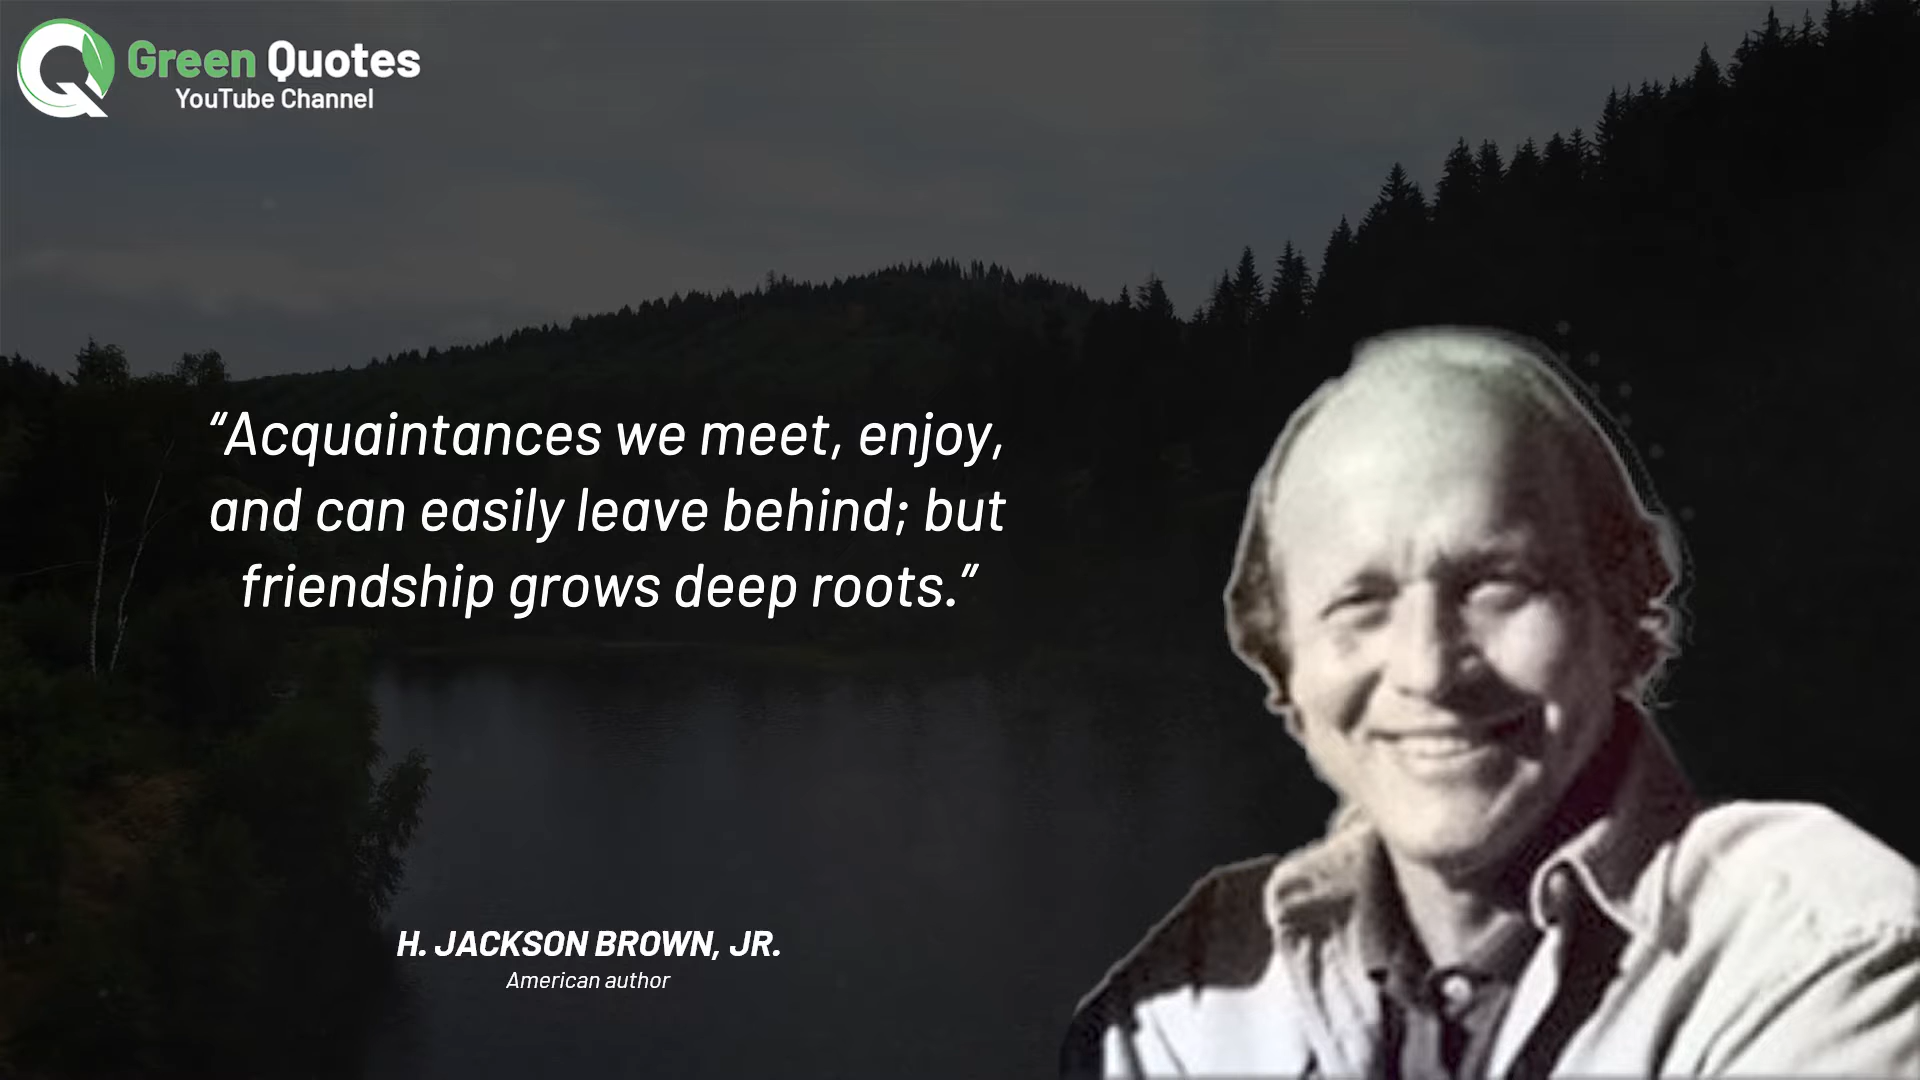 Green Quotes
YouTube Channel
“Acquaintances we meet, enjoy,
and can easily leave behind; but
friendship grows deep roots.”
H. JACKSON BROWN, JR.
American author